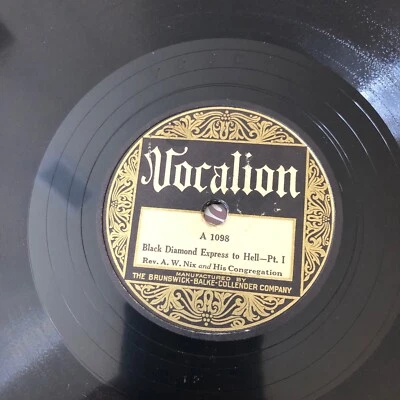 Vocalion
A 1098
Black Diamond Express to Hell—Pt. I
Rev. A. W. Nix and His Congregation
MANUFACTURED BY
THE BRUNSWICK-BALKE-COLLENDER COMPANY